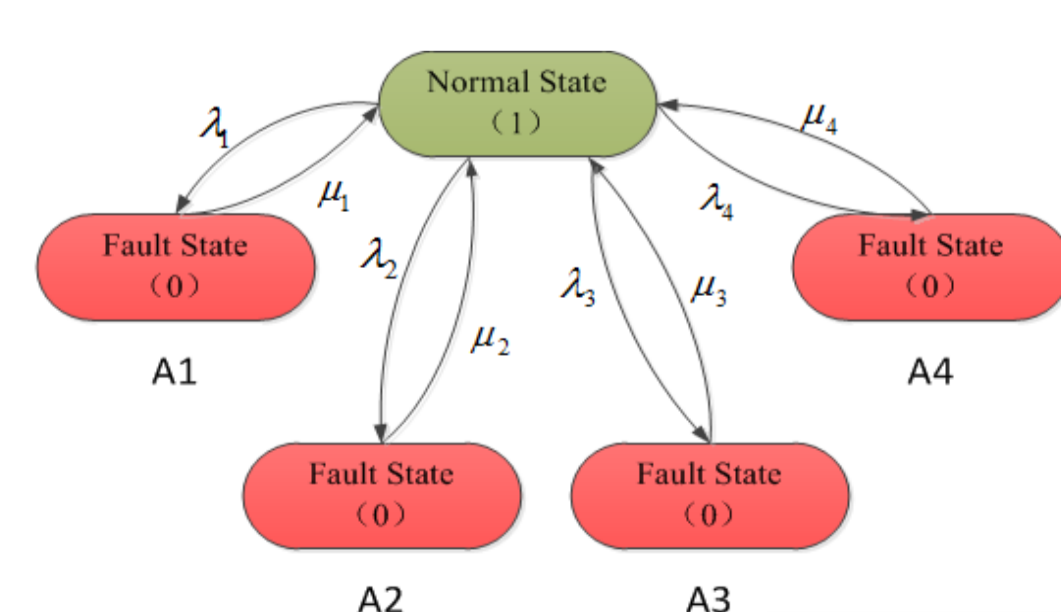 Normal State
（1）
λ1
μ4
μ1
λ4
Fault State
（0）
Fault State
（0）
λ2
λ3
μ3
μ2
A1
A4
Fault State
（0）
Fault State
（0）
A2
A3